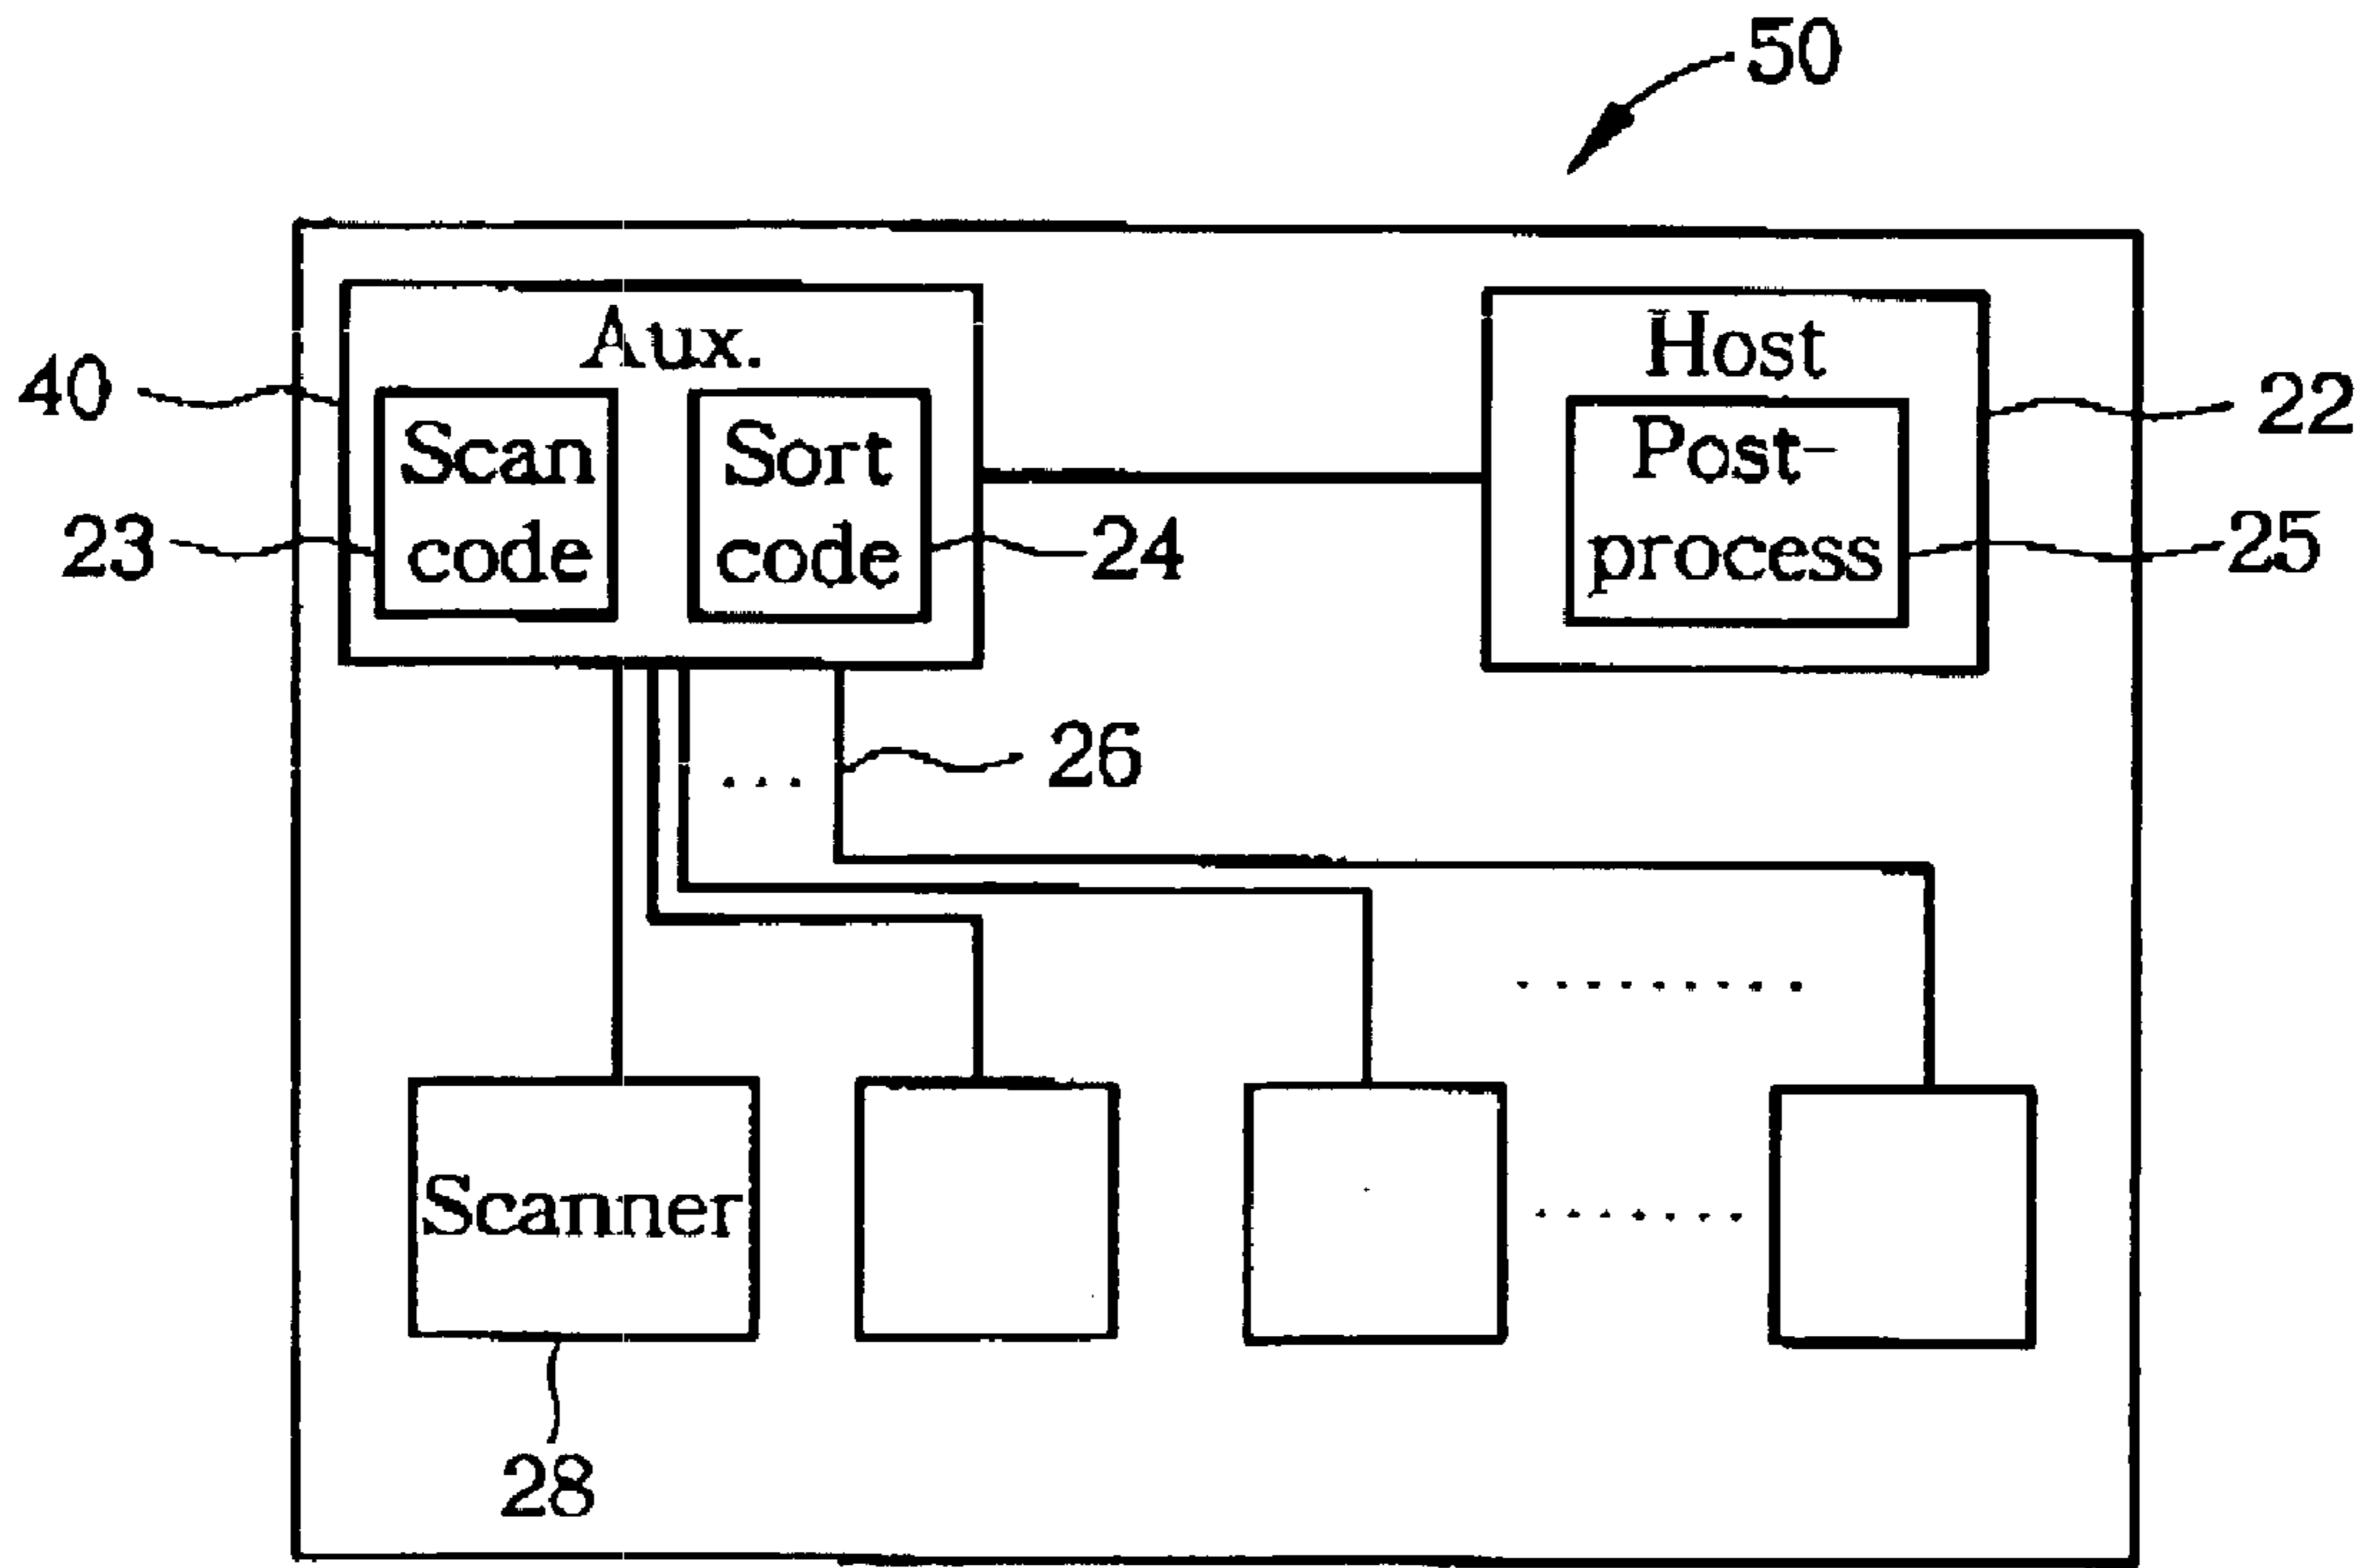 50
Aux.
Host
40
22
Scan
code
Sort
code
Post-
process
23
24
25
...
26
.........
Scanner
.......
28